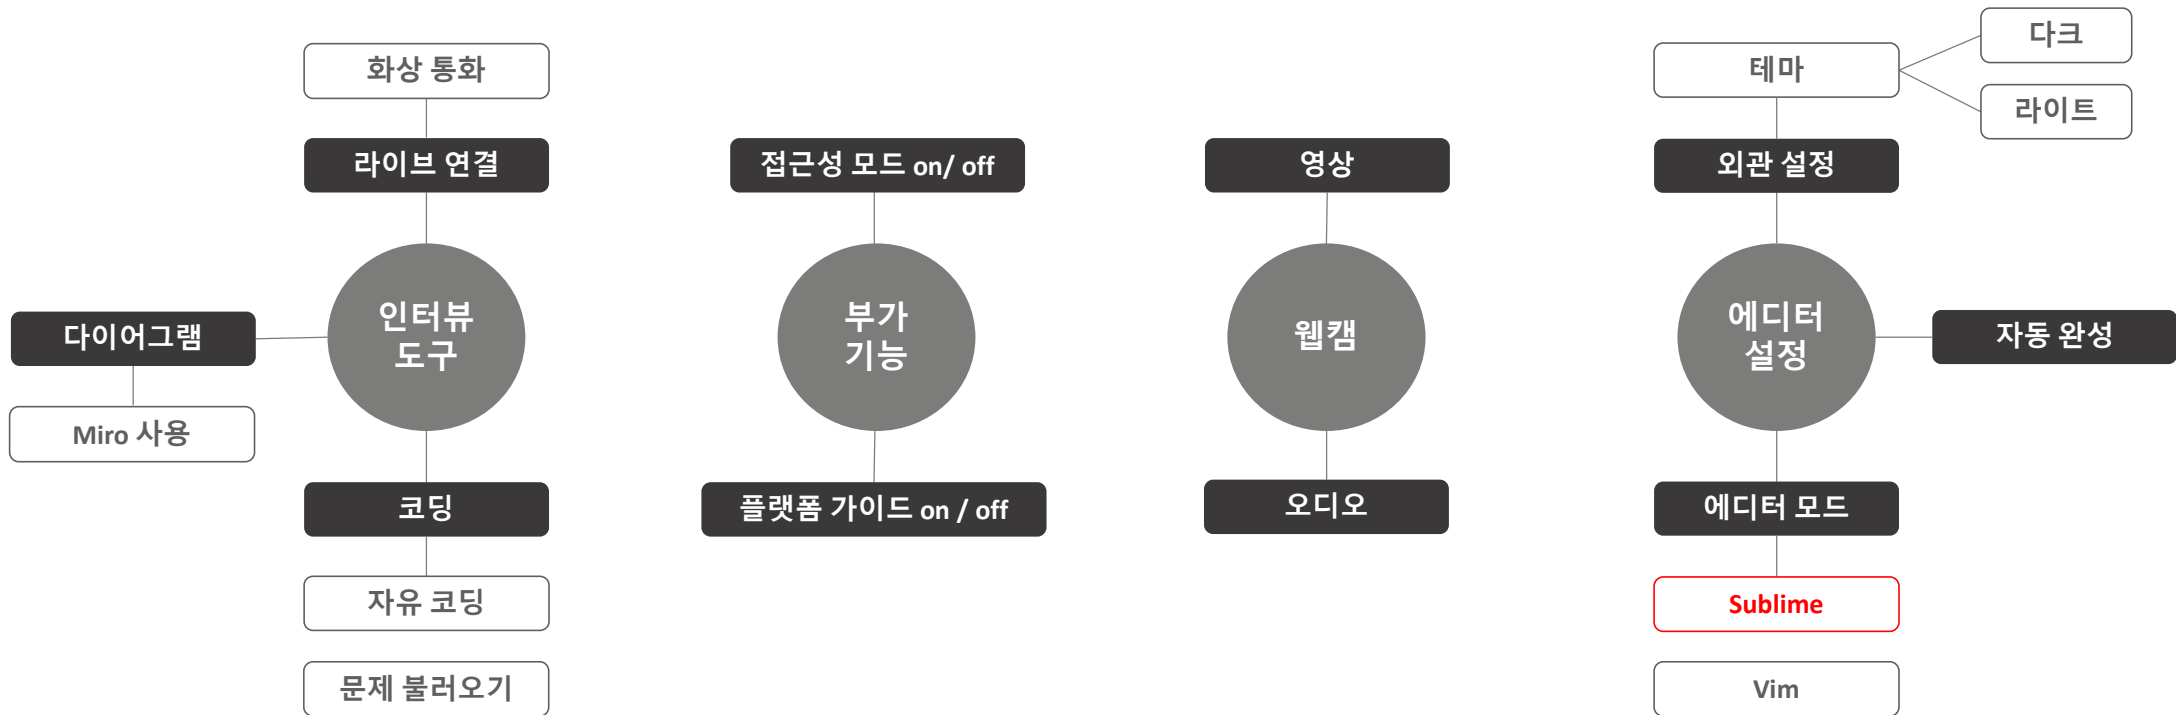 화상 통화
라이브 연결
인터뷰
도구
다이어그램
Miro 사용
코딩
자유 코딩
문제 불러오기
접근성 모드 on/ off
부가
기능
플랫폼 가이드 on / off
영상
웹캠
오디오
다크
테마
라이트
외관 설정
에디터
설정
자동 완성
에디터 모드
Sublime
Vim